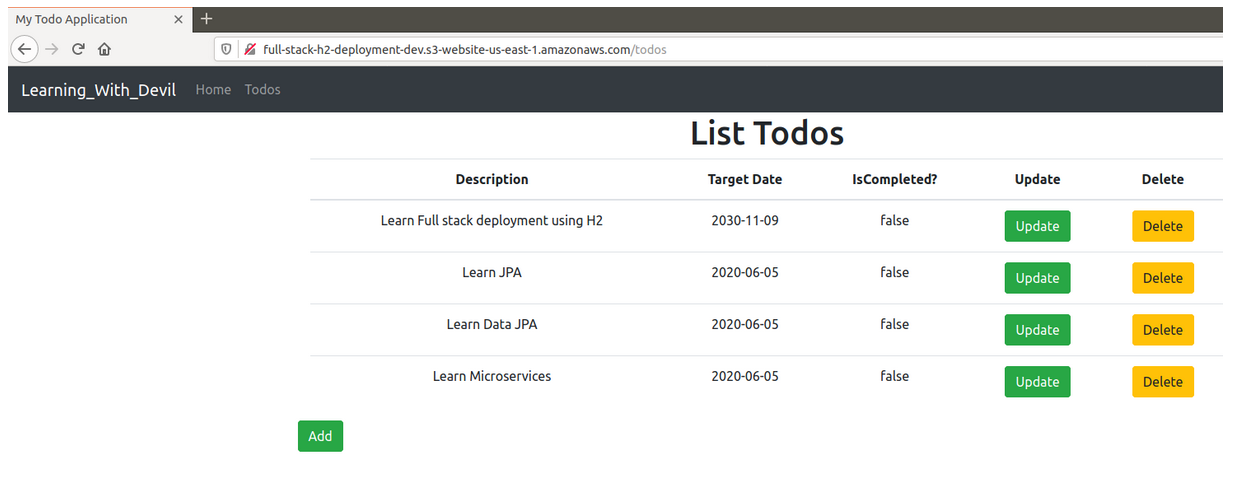 My Todo Application
full-stack-h2-deployment-dev.s3-website-us-east-1.amazonaws.com/todos
Learning_With_Devil Home Todos
List Todos
Description Target Date IsCompleted? Update Delete
Learn Full stack deployment using H2 2030-11-09 false Update Delete
Learn JPA 2020-06-05 false Update Delete
Learn Data JPA 2020-06-05 false Update Delete
Learn Microservices 2020-06-05 false Update Delete
Add